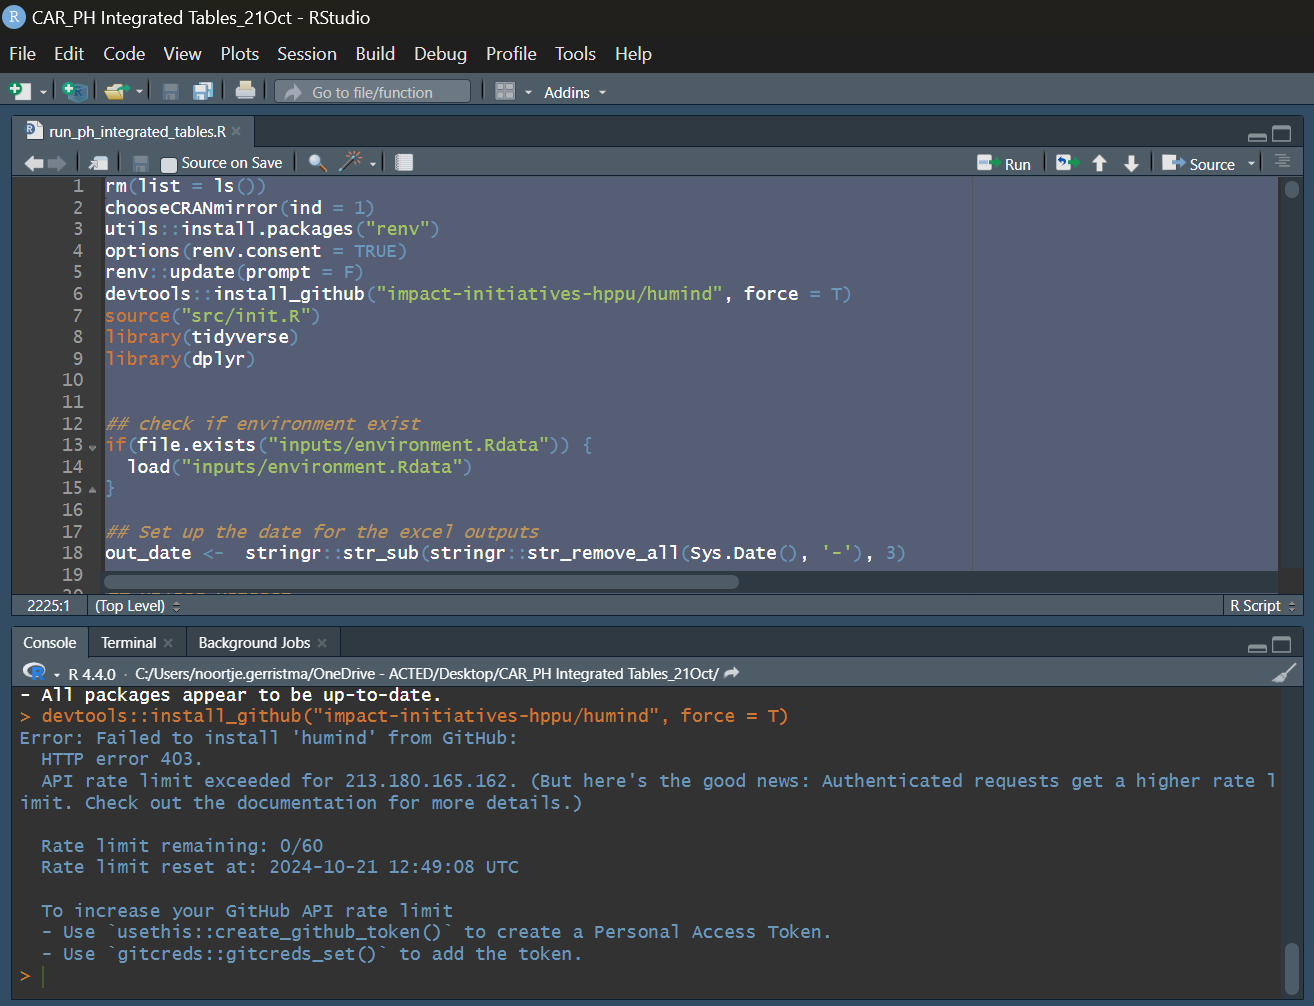 CAR_PH Integrated Tables_21Oct - RStudio
File Edit Code View Plots Session Build Debug Profile Tools Help
Go to file/function Addins
run_ph_integrated_tables.R
Source on Save Run Source
1 rm(list = ls())
2 chooseCRANmirror(ind = 1)
3 utils::install.packages("renv")
4 options(renv.consent = TRUE)
5 renv::update(prompt = F)
6 devtools::install_github("impact-initiatives-hppu/humind", force = T)
7 source("src/init.R")
8 library(tidyverse)
9 library(dplyr)
10
11
12 ## check if environment exist
13 if(file.exists("inputs/environment.Rdata")) {
14   load("inputs/environment.Rdata")
15 }
16
17 ## Set up the date for the excel outputs
18 out_date <-  stringr::str_sub(stringr::str_remove_all(Sys.Date(), '-'), 3)
19
2225:1 (Top Level) R Script
Console Terminal Background Jobs
R 4.4.0 · C:/Users/noortje.gerristma/OneDrive - ACTED/Desktop/CAR_PH Integrated Tables_21Oct/
- All packages appear to be up-to-date.
> devtools::install_github("impact-initiatives-hppu/humind", force = T)
Error: Failed to install 'humind' from GitHub:
  HTTP error 403.
  API rate limit exceeded for 213.180.165.162. (But here's the good news: Authenticated requests get a higher rate l
imit. Check out the documentation for more details.)
  Rate limit remaining: 0/60
  Rate limit reset at: 2024-10-21 12:49:08 UTC
  To increase your GitHub API rate limit
  - Use `usethis::create_github_token()` to create a Personal Access Token.
  - Use `gitcreds::gitcreds_set()` to add the token.
>